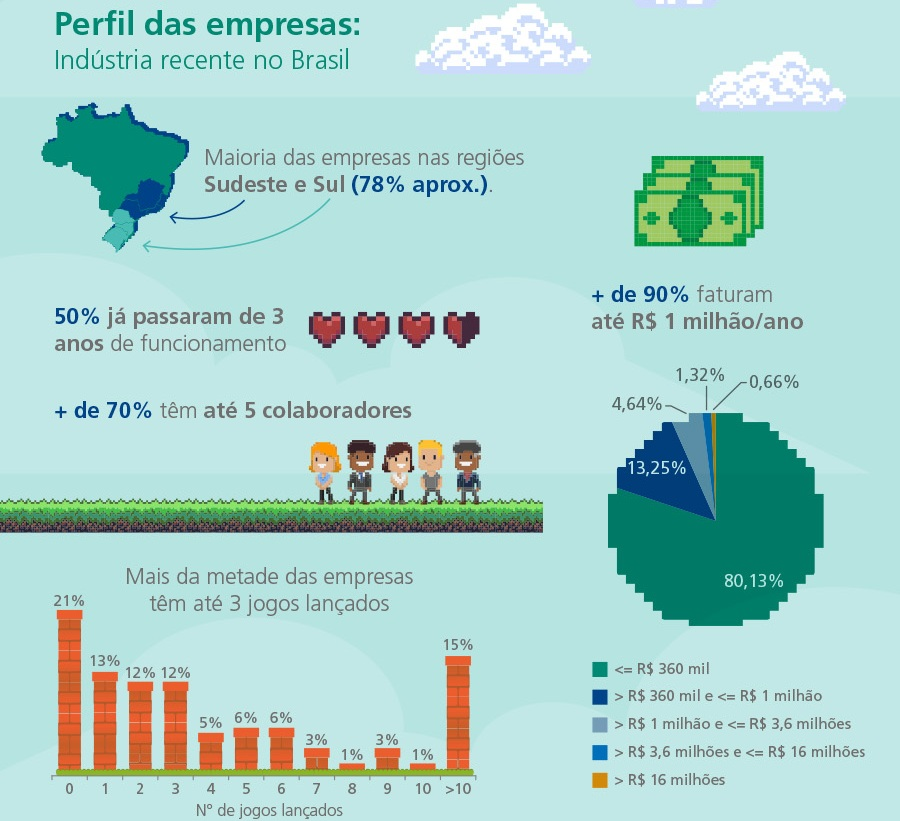 Perfil das empresas:
Indústria recente no Brasil
Maioria das empresas nas regiões
Sudeste e Sul (78% aprox.).
50% já passaram de 3
anos de funcionamento
+ de 70% têm até 5 colaboradores
+ de 90% faturam
até R$ 1 milhão/ano
1,32%
0,66%
4,64%
13,25%
80,13%
<= R$ 360 mil
> R$ 360 mil e <= R$ 1 milhão
> R$ 1 milhão e <= R$ 3,6 milhões
> R$ 3,6 milhões e <= R$ 16 milhões
> R$ 16 milhões
Mais da metade das empresas
têm até 3 jogos lançados
21%
13%
12%
12%
5%
6%
6%
3%
1%
3%
1%
15%
0 1 2 3 4 5 6 7 8 9 10 >10
N° de jogos lançados